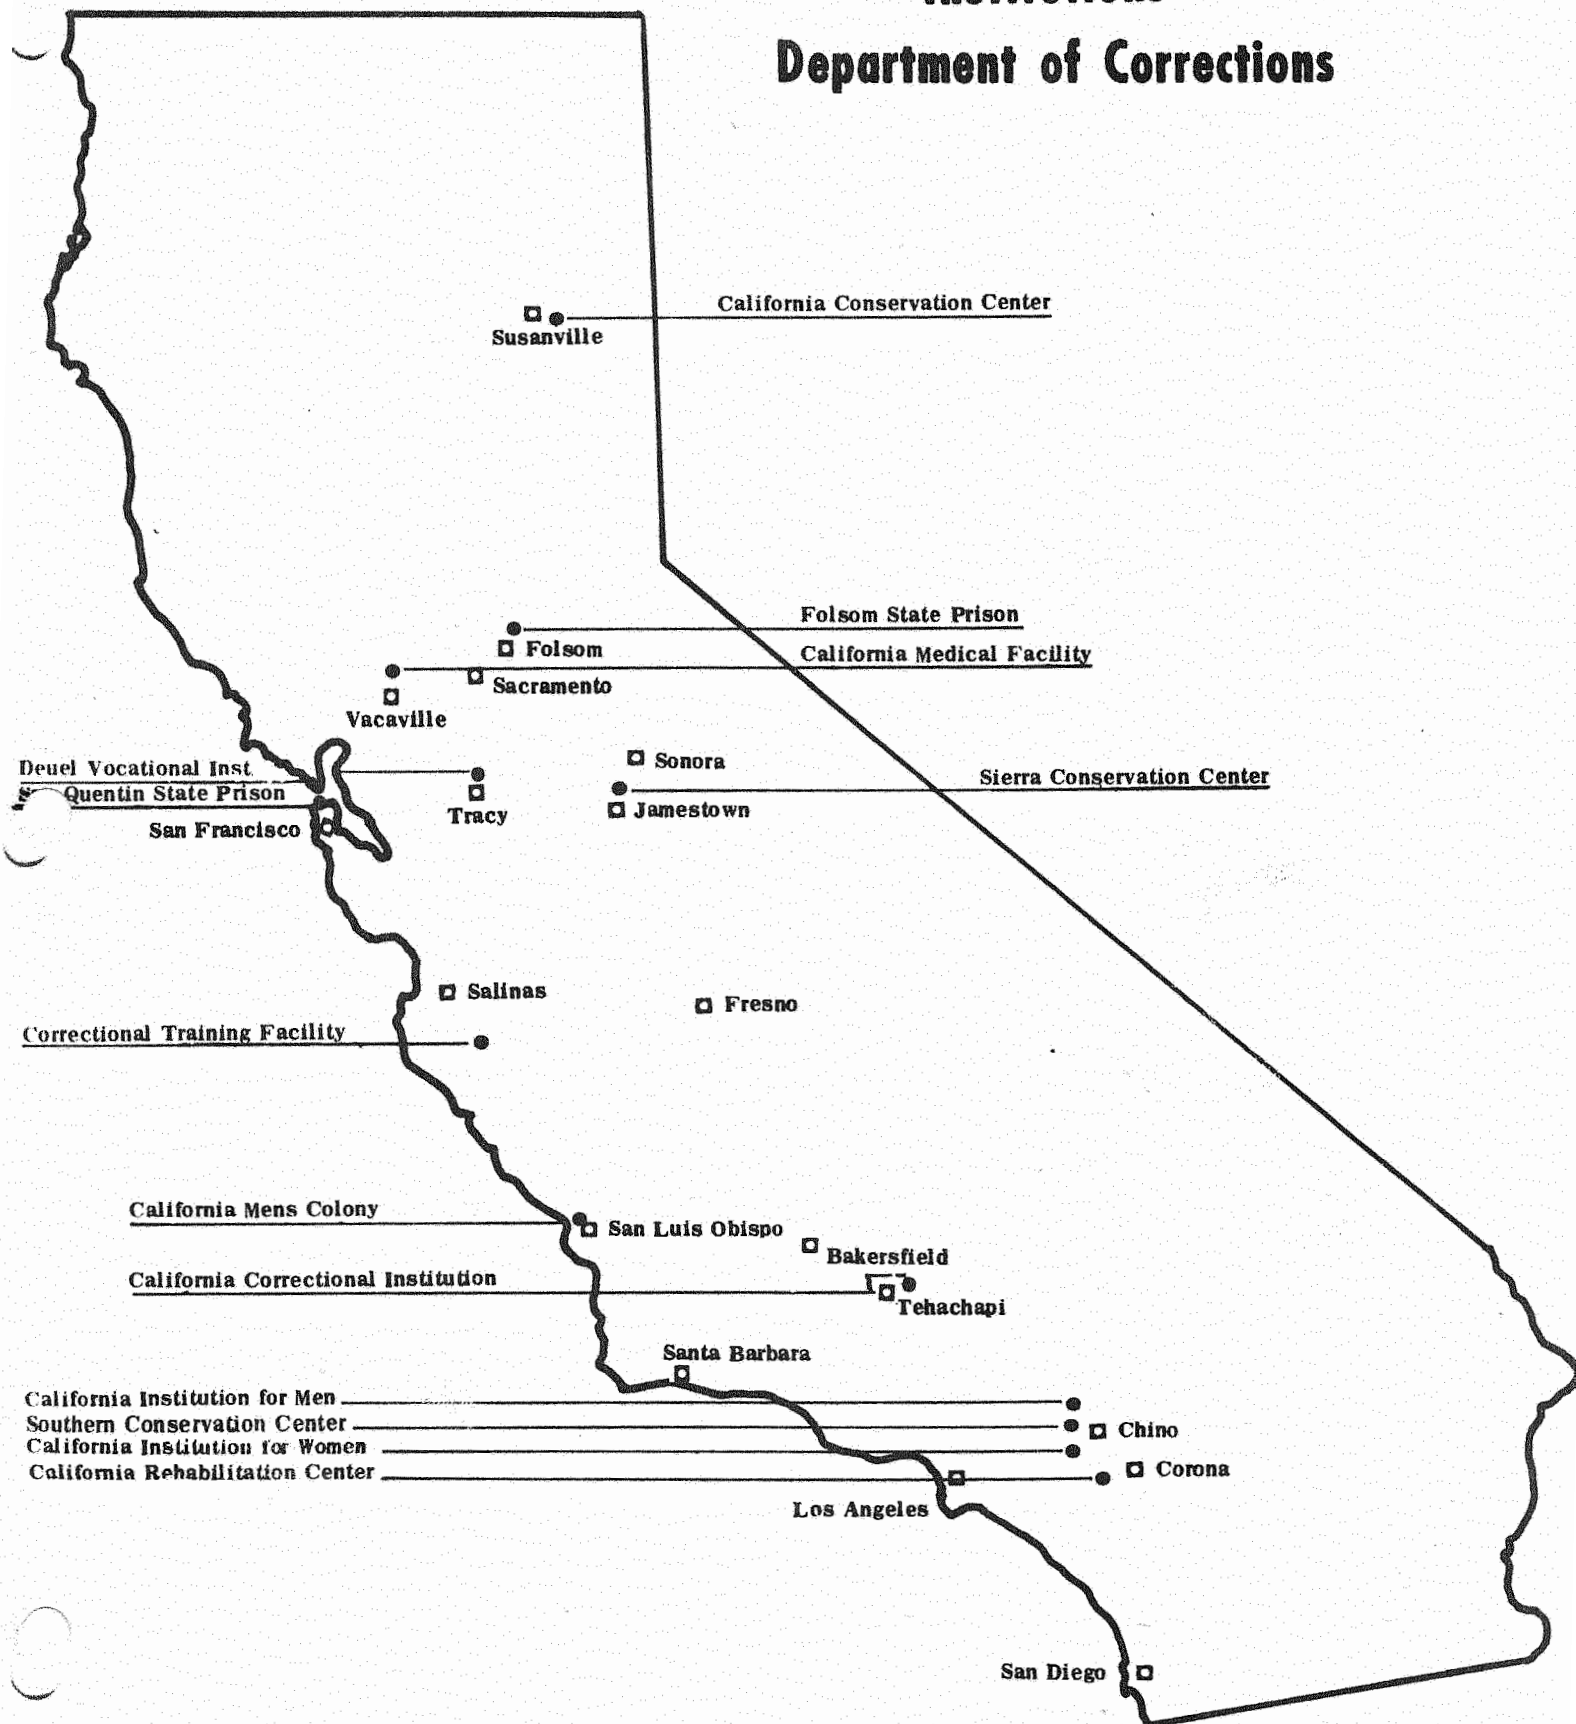 Department of Corrections
California Conservation Center
Susanville
Folsom State Prison
Folsom
California Medical Facility
Sacramento
Vacaville
Sonora
Deuel Vocational Inst.
Sierra Conservation Center
Quentin State Prison
Tracy
Jamestown
San Francisco
Salinas
Fresno
Correctional Training Facility
California Mens Colony
San Luis Obispo
Bakersfield
California Correctional Institution
Tehachapi
Santa Barbara
California Institution for Men
Southern Conservation Center
Chino
California Institution for Women
California Rehabilitation Center
Corona
Los Angeles
San Diego